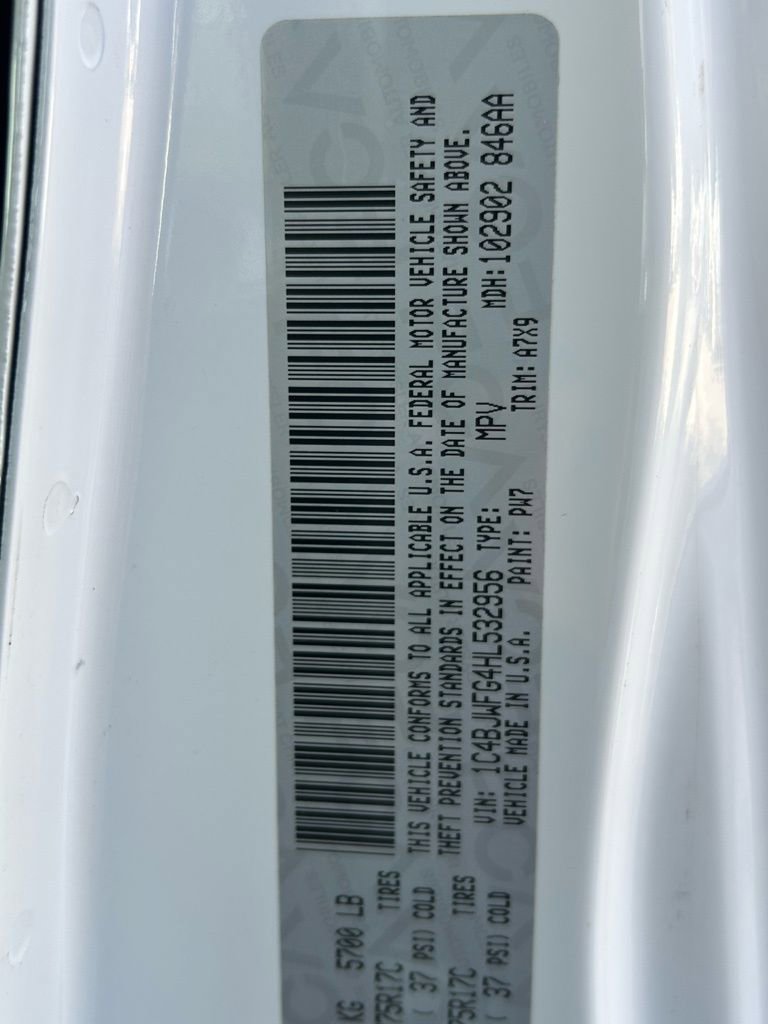 KG 5700 LB
75R17C TIRES
( 37 PSI) COLD
75R17C TIRES
( 37 PSI) COLD
THIS VEHICLE CONFORMS TO ALL APPLICABLE U.S.A. FEDERAL MOTOR VEHICLE SAFETY AND
THEFT PREVENTION STANDARDS IN EFFECT ON THE DATE OF MANUFACTURE SHOWN ABOVE.
VIN: 1C4BJWFG4HL532956 TYPE: MPV MDH: 102902 846AA
VEHICLE MADE IN U.S.A. PAINT: PW7 TRIM: A7X9